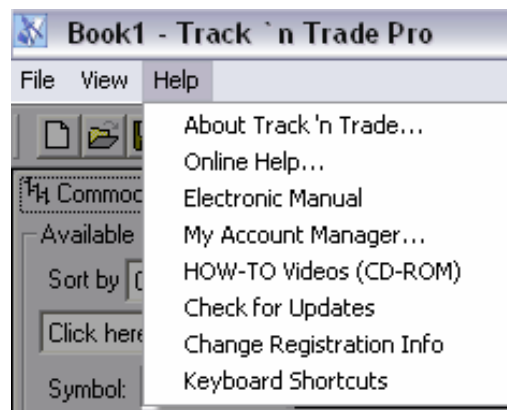 Book1 - Track `n Trade Pro
File View Help
About Track 'n Trade...
Online Help...
Electronic Manual
My Account Manager...
HOW-TO Videos (CD-ROM)
Check for Updates
Change Registration Info
Keyboard Shortcuts
Available
Sort by
Click here
Symbol: